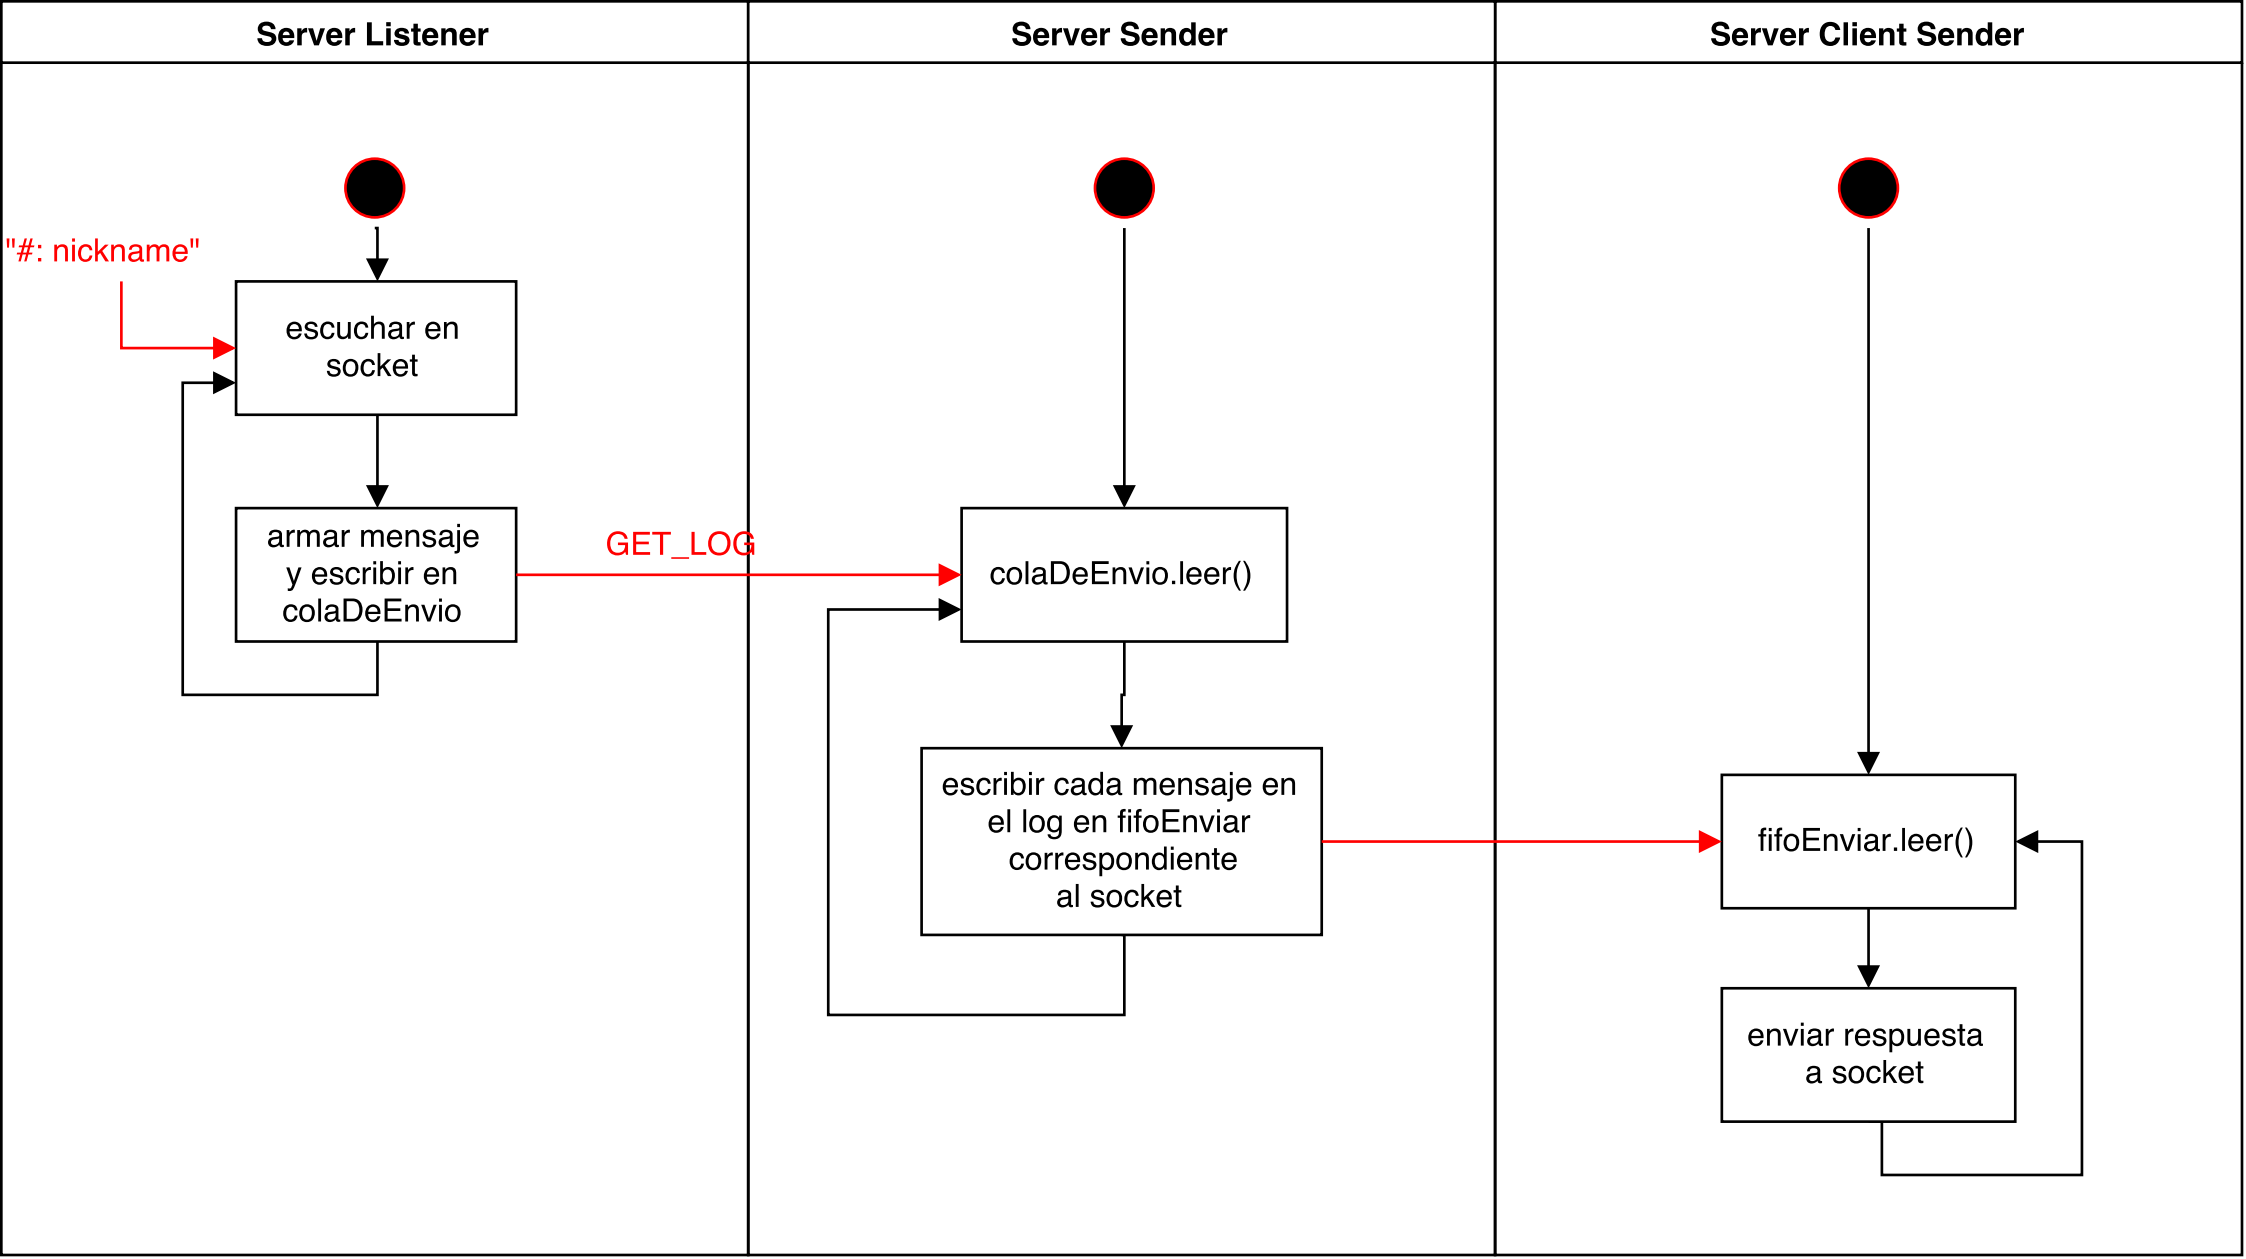 Server Listener
Server Sender
Server Client Sender
"#: nickname"
escuchar en
socket
armar mensaje
y escribir en
colaDeEnvio
GET_LOG
colaDeEnvio.leer()
escribir cada mensaje en
el log en fifoEnviar
correspondiente
al socket
fifoEnviar.leer()
enviar respuesta
a socket